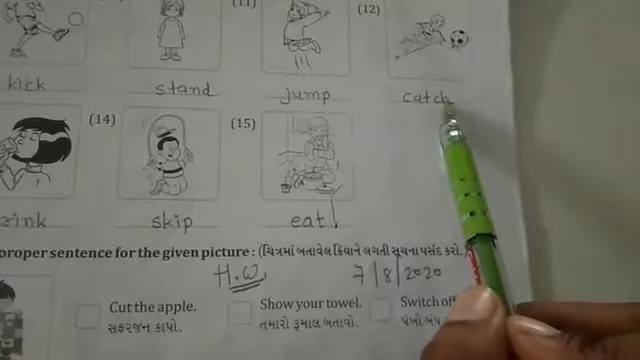 (11) (12)
kick stand jump catch
(14) (15)
rink skip eat
proper sentence for the given picture : (ચિત્રમાં બતાવેલ ક્રિયાને લગતી સૂચના પસંદ કરો.)
H.W 7/8/2020
Cut the apple. Show your towel. Switch off
સફરજન કાપો. તમારો રૂમાલ બતાવો. પંખો બંધ